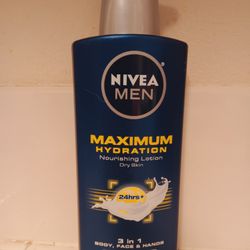 NIVEA
MEN
MAXIMUM
HYDRATION
Nourishing Lotion
Dry Skin
24hrs+
3 in 1
BODY, FACE & HANDS